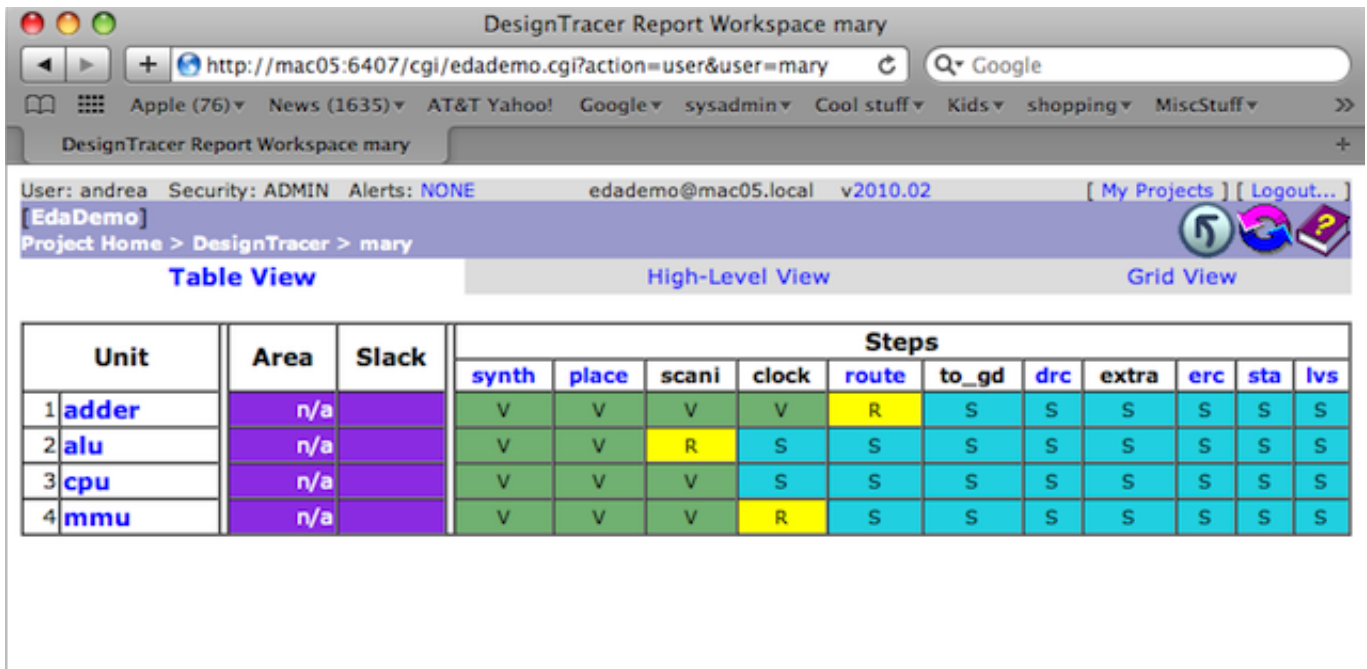 DesignTracer Report Workspace mary
http://mac05:6407/cgi/edademo.cgi?action=user&user=mary Google
Apple (76) News (1635) AT&T Yahoo! Google sysadmin Cool stuff Kids shopping MiscStuff >>
DesignTracer Report Workspace mary +
User: andrea Security: ADMIN Alerts: NONE edademo@mac05.local v2010.02 [ My Projects ] [ Logout... ]
[EdaDemo]
Project Home > DesignTracer > mary
Table View High-Level View Grid View
Unit Area Slack Steps
synth place scani clock route to_gd drc extra erc sta lvs
1 adder n/a V V V V R S S S S S S
2 alu n/a V V R S S S S S S S S
3 cpu n/a V V V S S S S S S S S
4 mmu n/a V V V R S S S S S S S